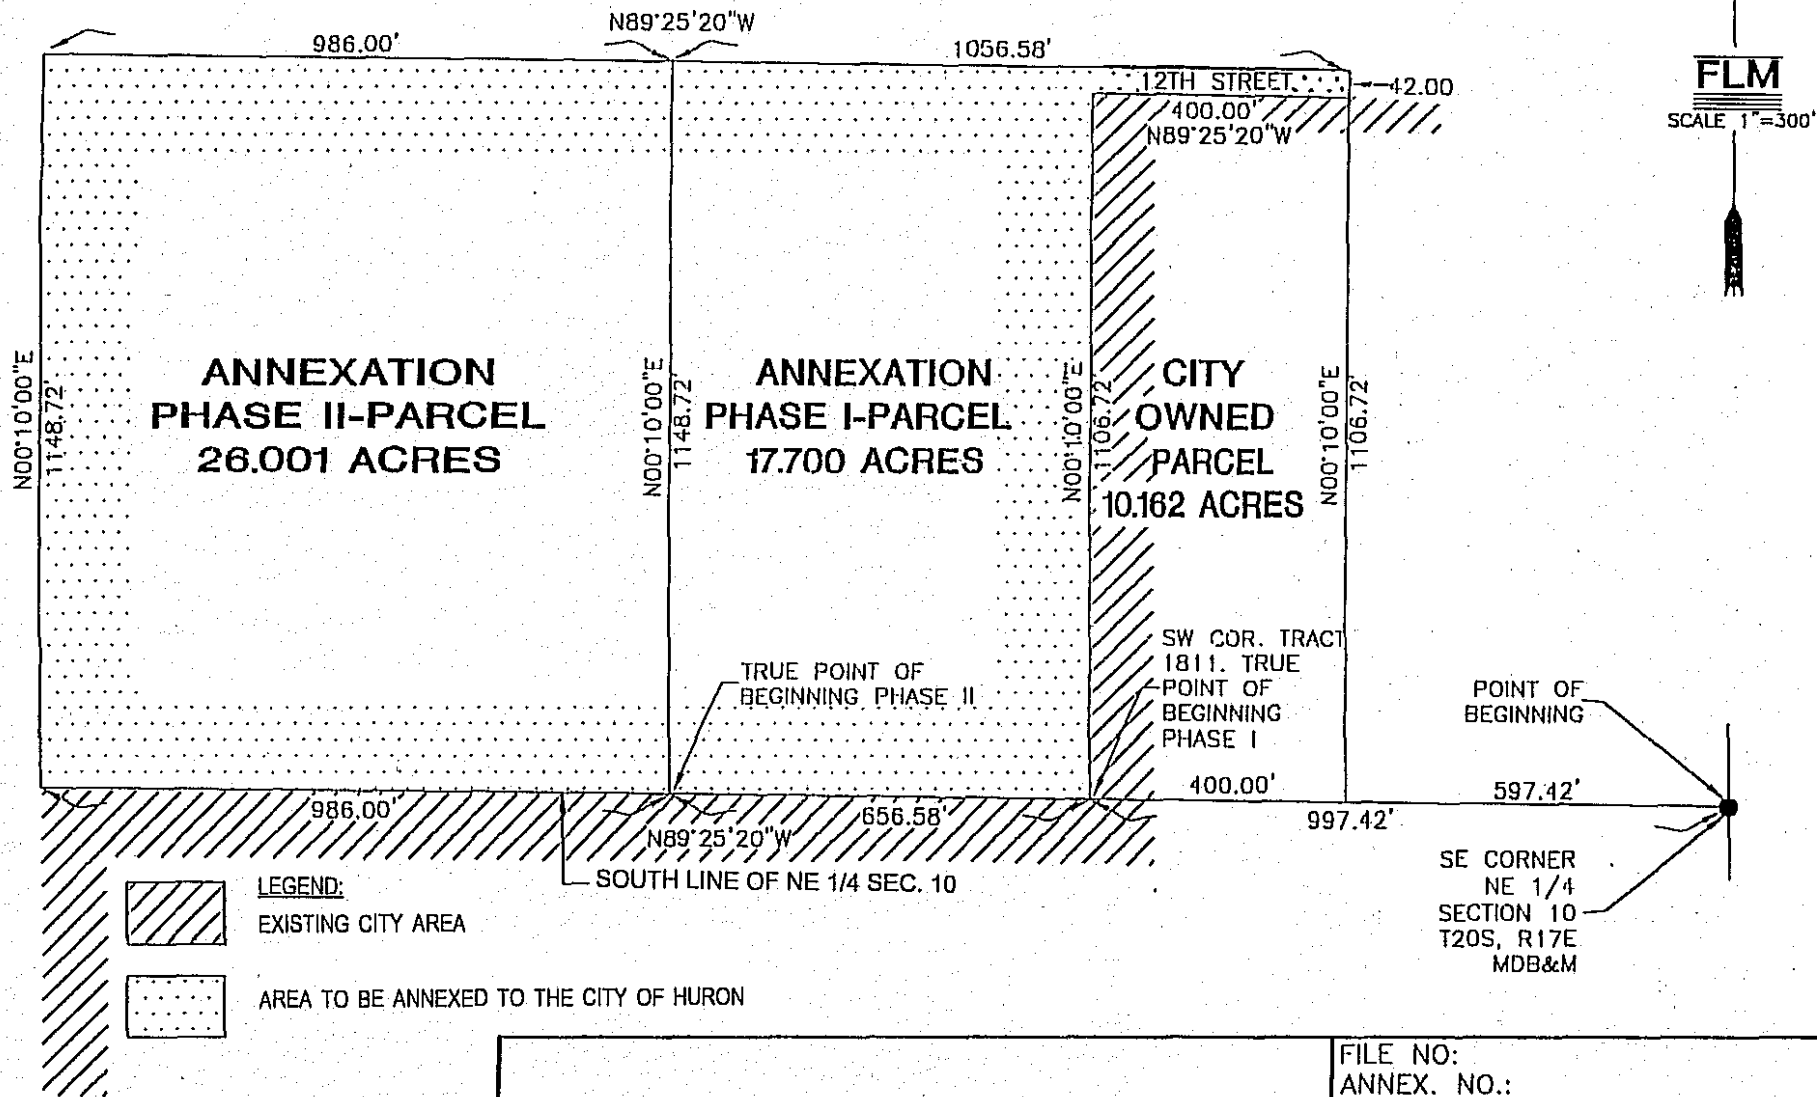 N89°25'20"W
986.00'
1056.58'
12TH STREET
42.00
400.00'
N89°25'20"W
FLM
SCALE 1"=300'
N00°10'00"E
1148.72'
ANNEXATION
PHASE II-PARCEL
26.001 ACRES
N00°10'00"E
1148.72'
ANNEXATION
PHASE I-PARCEL
17.700 ACRES
N00°10'00"E
1106.72'
CITY
OWNED
PARCEL
10.162 ACRES
N00°10'00"E
1106.72'
TRUE POINT OF
BEGINNING PHASE II
SW COR. TRACT
1811. TRUE
POINT OF
BEGINNING
PHASE I
POINT OF
BEGINNING
986.00'
N89°25'20"W
656.58'
400.00'
597.42'
997.42'
SOUTH LINE OF NE 1/4 SEC. 10
SE CORNER
NE 1/4
SECTION 10
T20S, R17E
MDB&M
LEGEND:
EXISTING CITY AREA
AREA TO BE ANNEXED TO THE CITY OF HURON
FILE NO:
ANNEX. NO.: